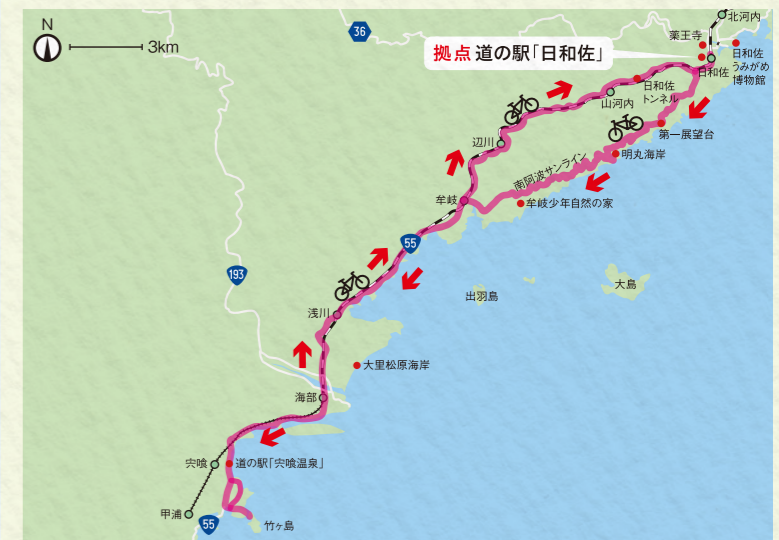 N
3km
36
北河内
薬王寺
拠点 道の駅「日和佐」
日和佐
日和佐
うみがめ
博物館
日和佐
トンネル
山河内
第一展望台
辺川
明丸海岸
南阿波サンライン
牟岐
牟岐少年自然の家
55
193
出羽島
大島
浅川
大里松原海岸
海部
宍喰
道の駅「宍喰温泉」
甲浦
55
竹ヶ島